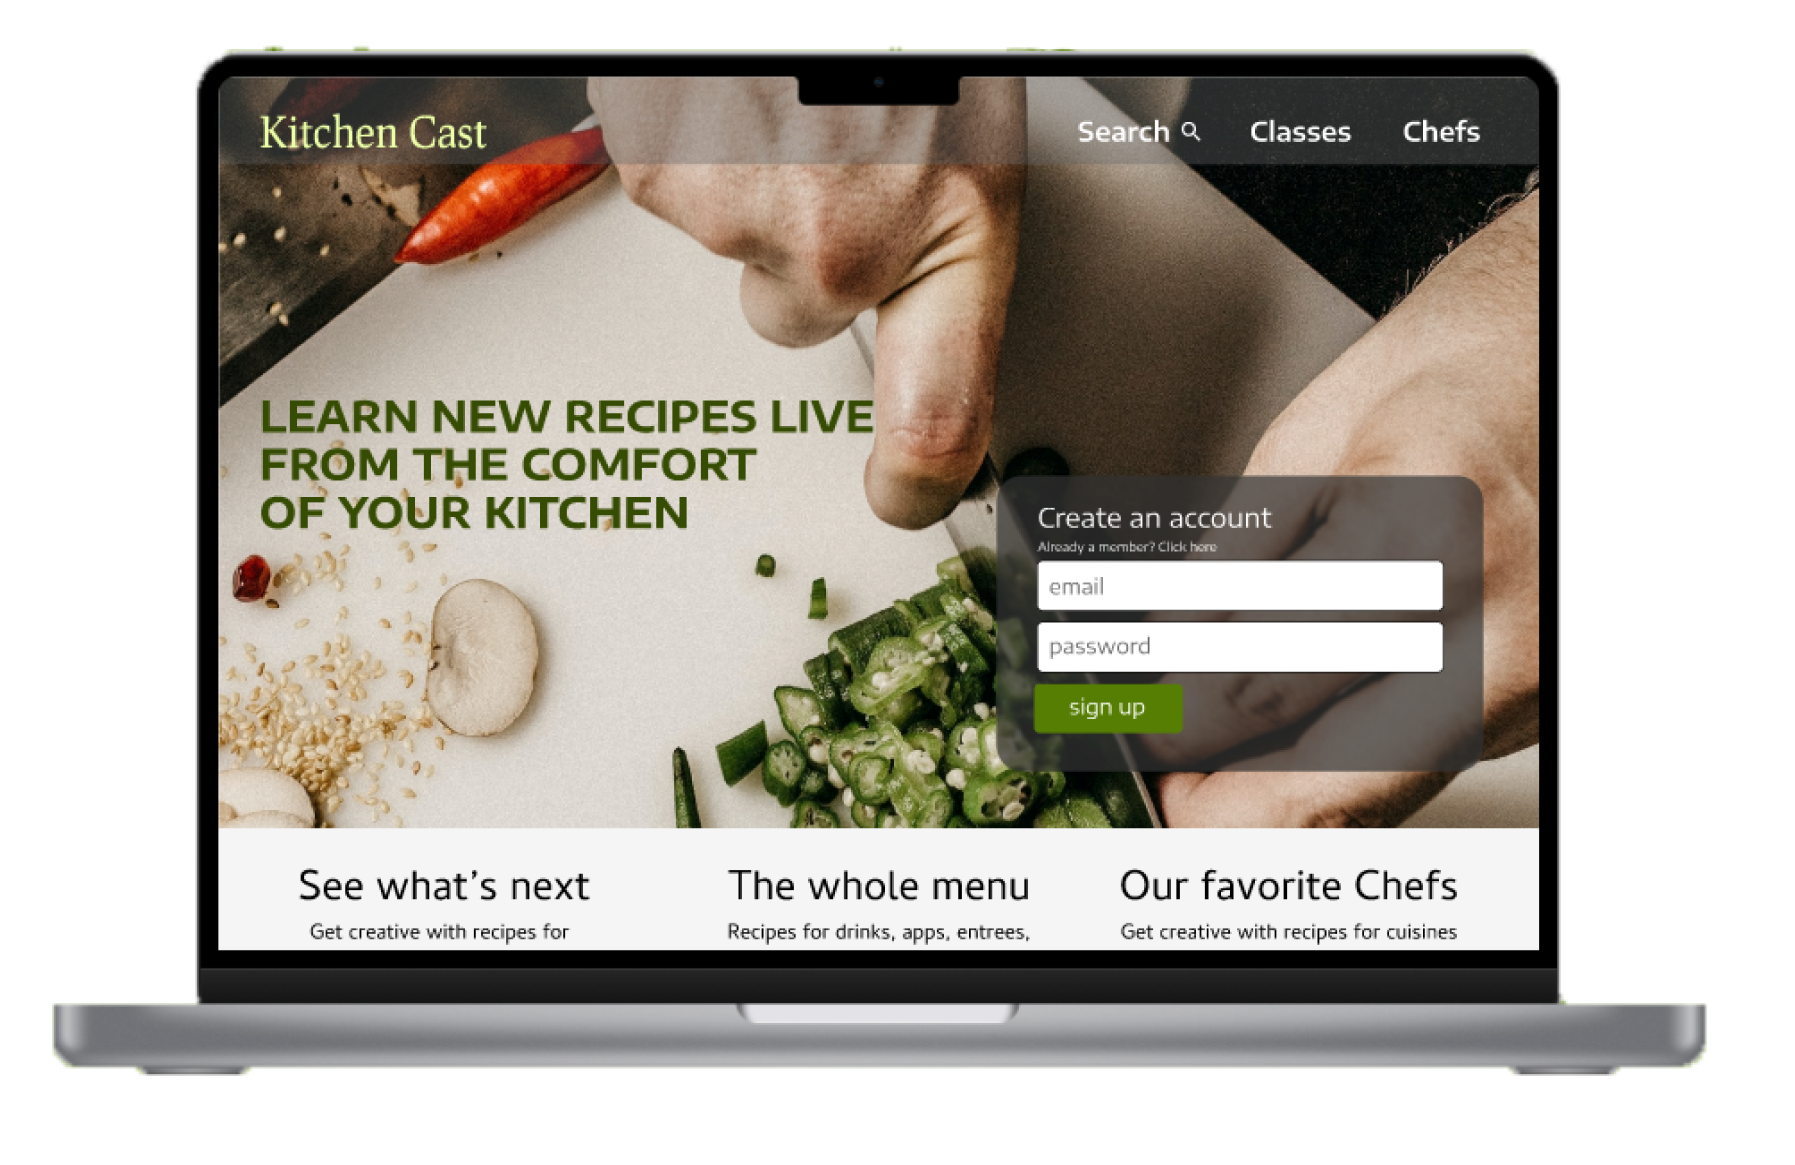 Kitchen Cast
Search
Classes
Chefs
LEARN NEW RECIPES LIVE
FROM THE COMFORT
OF YOUR KITCHEN
Create an account
Already a member? Click here
email
password
sign up
See what's next
Get creative with recipes for
The whole menu
Recipes for drinks, apps, entrees,
Our favorite Chefs
Get creative with recipes for cuisines